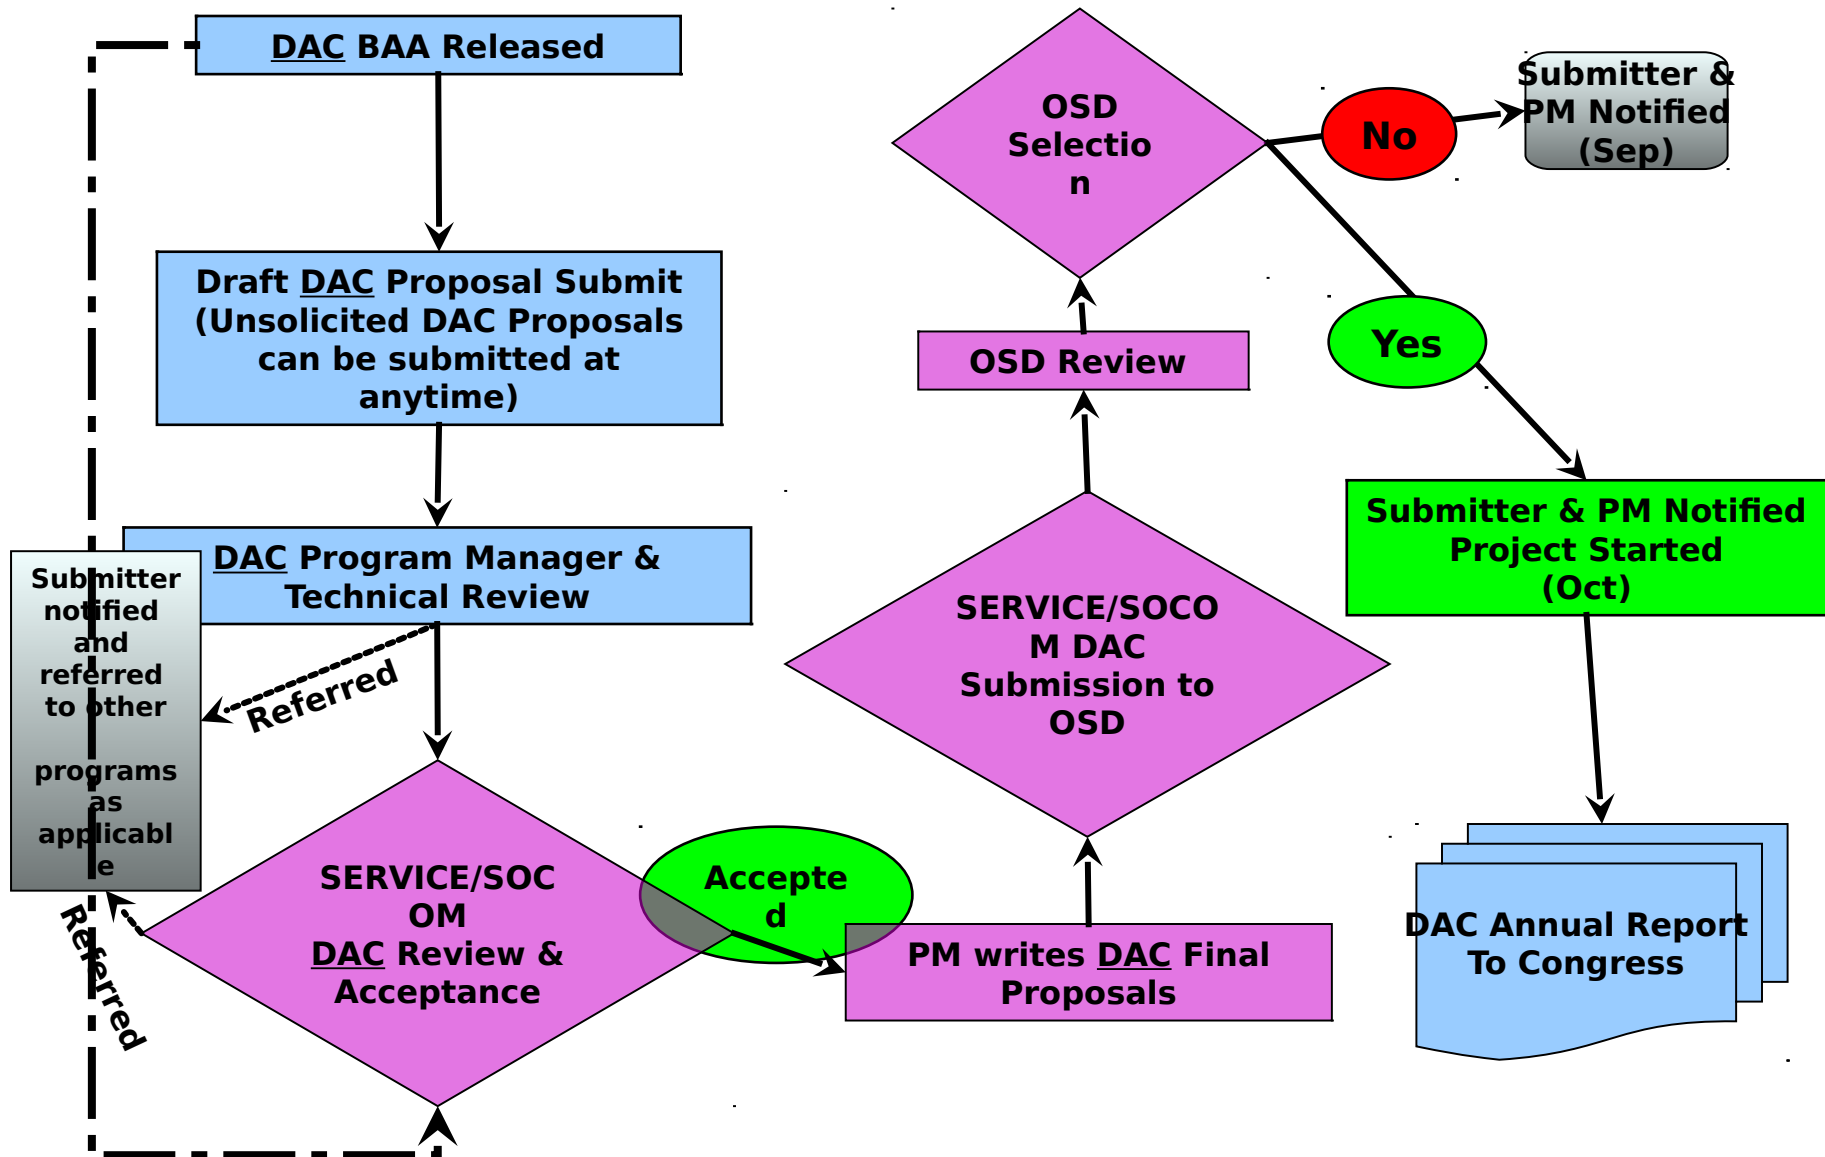 DAC BAA Released
Draft DAC Proposal Submit
(Unsolicited DAC Proposals
can be submitted at
anytime)
DAC Program Manager &
Technical Review
Submitter
notified
and
referred
to other
programs
as
applicabl
e
Referred
Referred
SERVICE/SOC
OM
DAC Review &
Acceptance
Accepte
d
PM writes DAC Final
Proposals
SERVICE/SOCO
M DAC
Submission to
OSD
OSD Review
OSD
Selectio
n
No
Submitter &
PM Notified
(Sep)
Yes
Submitter & PM Notified
Project Started
(Oct)
DAC Annual Report
To Congress